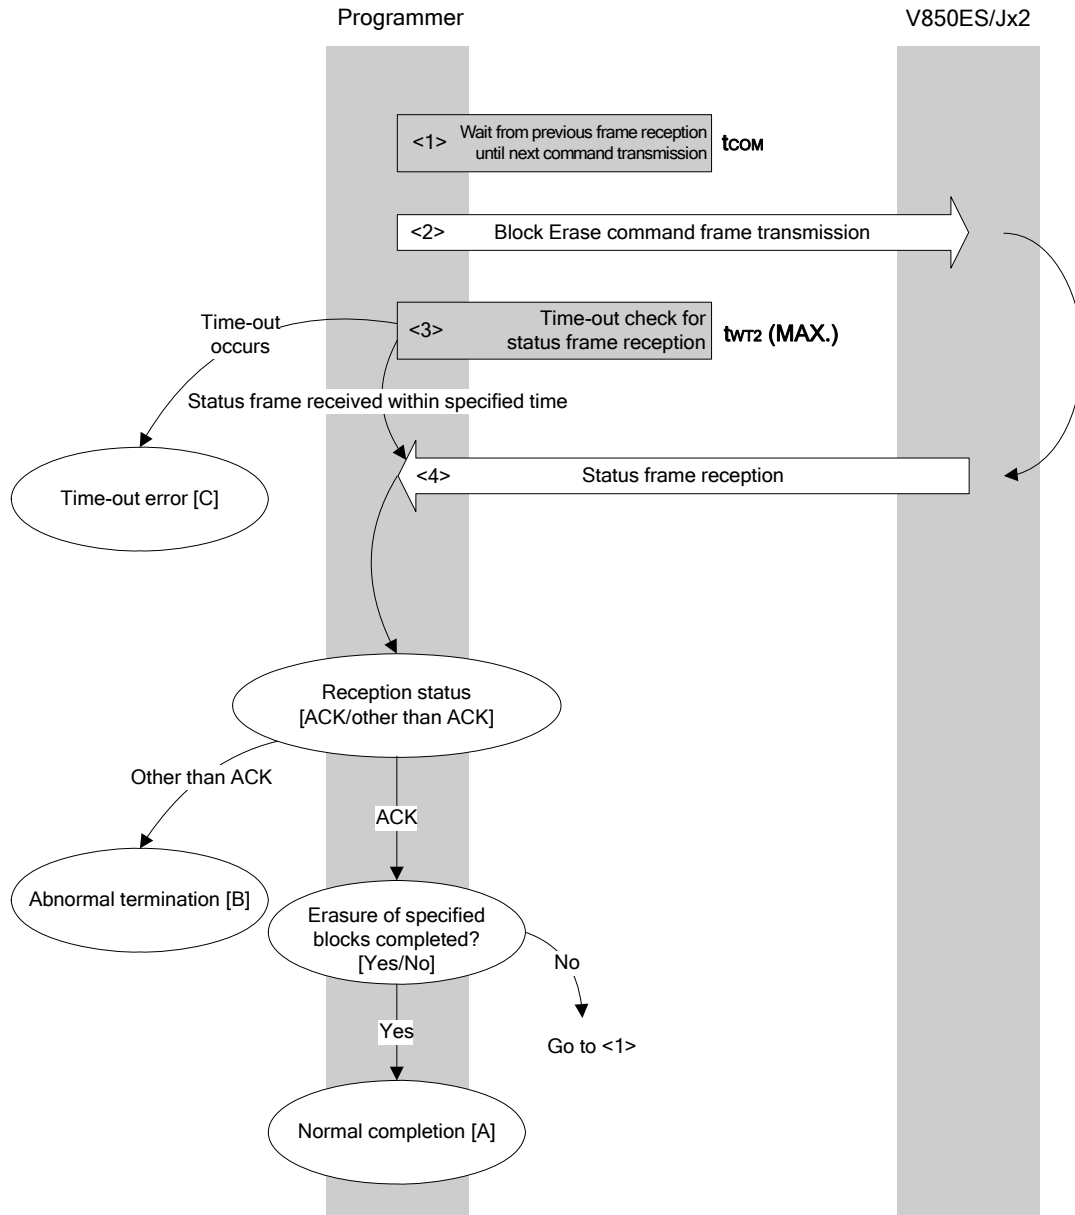 Programmer
V850ES/Jx2
<1>
Wait from previous frame reception
until next command transmission
tCOM
<2>
Block Erase command frame transmission
<3>
Time-out check for
status frame reception
tWT2 (MAX.)
Time-out
occurs
Status frame received within specified time
<4>
Status frame reception
Time-out error [C]
Reception status
[ACK/other than ACK]
Other than ACK
ACK
Abnormal termination [B]
Erasure of specified
blocks completed?
[Yes/No]
No
Yes
Go to <1>
Normal completion [A]